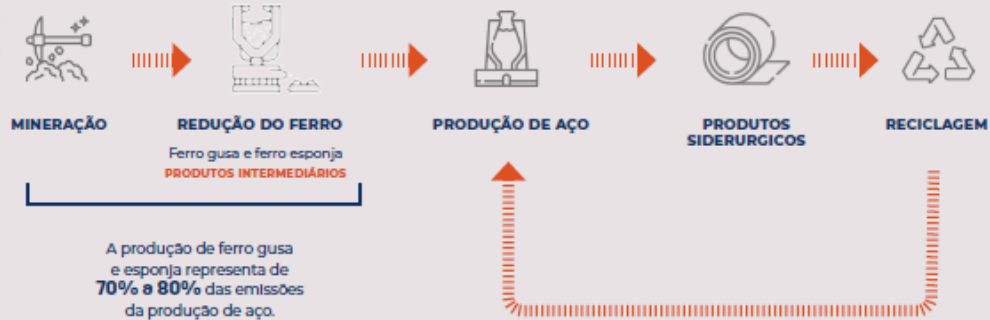 MINERAÇÃO
REDUÇÃO DO FERRO
Ferro gusa e ferro esponja
PRODUTOS INTERMEDIÁRIOS
PRODUÇÃO DE AÇO
PRODUTOS
SIDERURGICOS
RECICLAGEM
A produção de ferro gusa
e esponja representa de
70% a 80% das emissões
da produção de aço.